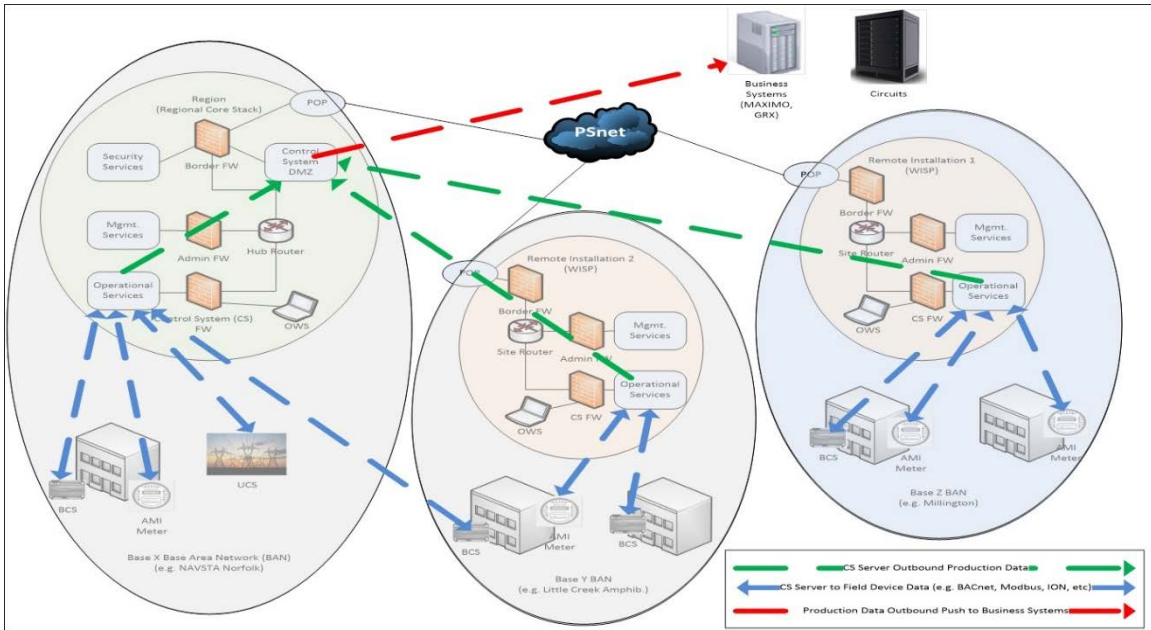 Business
Systems
(MAXIMO,
GRX)
Circuits
PSnet
Region
(Regional Core Stack)
POP
Security
Services
Border FW
Control
System
DMZ
Mgmt.
Services
Admin FW
Hub Router
Operational
Services
Control System (CS)
FW
OWS
BCS
AMI
Meter
UCS
Base X Base Area Network (BAN)
(e.g. NAVSTA Norfolk)
POP
Remote Installation 2
(WISP)
Border FW
Site Router
Admin FW
Mgmt.
Services
Operational
Services
CS FW
OWS
BCS
AMI
Meter
BCS
Base Y BAN
(e.g. Little Creek Amphib.)
POP
Remote Installation 1
(WISP)
Border FW
Site Router
Admin FW
Mgmt.
Services
Operational
Services
CS FW
OWS
BCS
AMI
Meter
AMI
Meter
Base Z BAN
(e.g. Millington)
CS Server Outbound Production Data
CS Server to Field Device Data (e.g. BACnet, Modbus, ION, etc)
Production Data Outbound Push to Business Systems